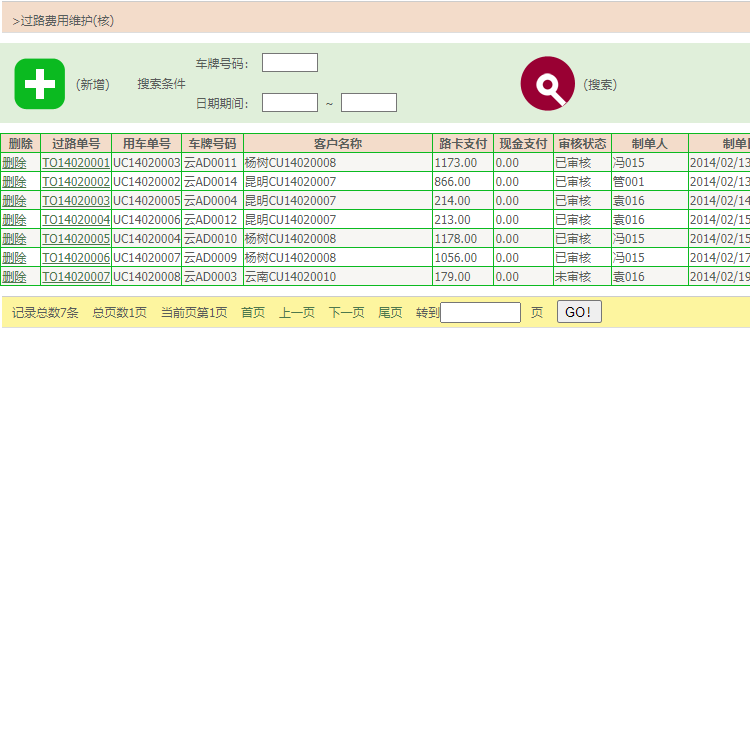 >过路费用维护(核)
车牌号码：
(新增) 搜索条件 (搜索)
日期期间： ~
删除 过路单号 用车单号 车牌号码 客户名称 路卡支付 现金支付 审核状态 制单人 制单
删除 TO14020001 UC14020003 云AD0011 杨树CU14020008 1173.00 0.00 已审核 冯015 2014/02/13
删除 TO14020002 UC14020002 云AD0014 昆明CU14020007 866.00 0.00 已审核 管001 2014/02/13
删除 TO14020003 UC14020005 云AD0004 昆明CU14020007 214.00 0.00 已审核 袁016 2014/02/14
删除 TO14020004 UC14020006 云AD0012 昆明CU14020007 213.00 0.00 已审核 袁016 2014/02/15
删除 TO14020005 UC14020004 云AD0010 杨树CU14020008 1178.00 0.00 已审核 冯015 2014/02/15
删除 TO14020006 UC14020007 云AD0009 杨树CU14020008 1056.00 0.00 已审核 冯015 2014/02/17
删除 TO14020007 UC14020008 云AD0003 云南CU14020010 179.00 0.00 未审核 袁016 2014/02/19
记录总数7条 总页数1页 当前页第1页 首页 上一页 下一页 尾页 转到 页 GO!